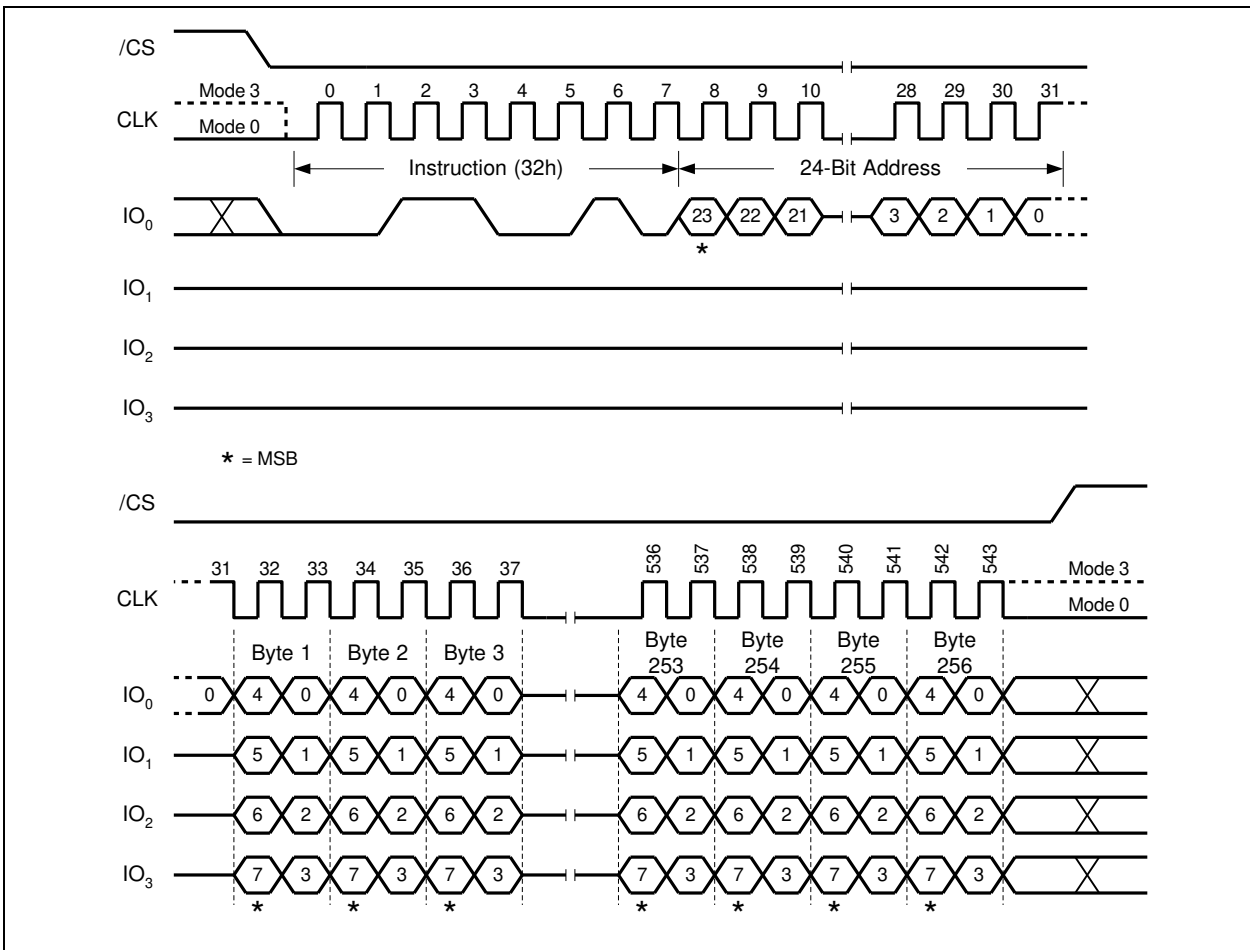 /CS
Mode 3 0 1 2 3 4 5 6 7 8 9 10 28 29 30 31
CLK
Mode 0
Instruction (32h) 24-Bit Address
IO0 23 22 21 3 2 1 0
*
IO1
IO2
IO3
* = MSB
/CS
31 32 33 34 35 36 37 536 537 538 539 540 541 542 543 Mode 3
CLK
Mode 0
Byte 1 Byte 2 Byte 3 Byte 253 Byte 254 Byte 255 Byte 256
IO0 0 4 0 4 0 4 0 4 0 4 0 4 0 4 0
IO1 5 1 5 1 5 1 5 1 5 1 5 1 5 1
IO2 6 2 6 2 6 2 6 2 6 2 6 2 6 2
IO3 7 3 7 3 7 3 7 3 7 3 7 3 7 3
* * * * * * *